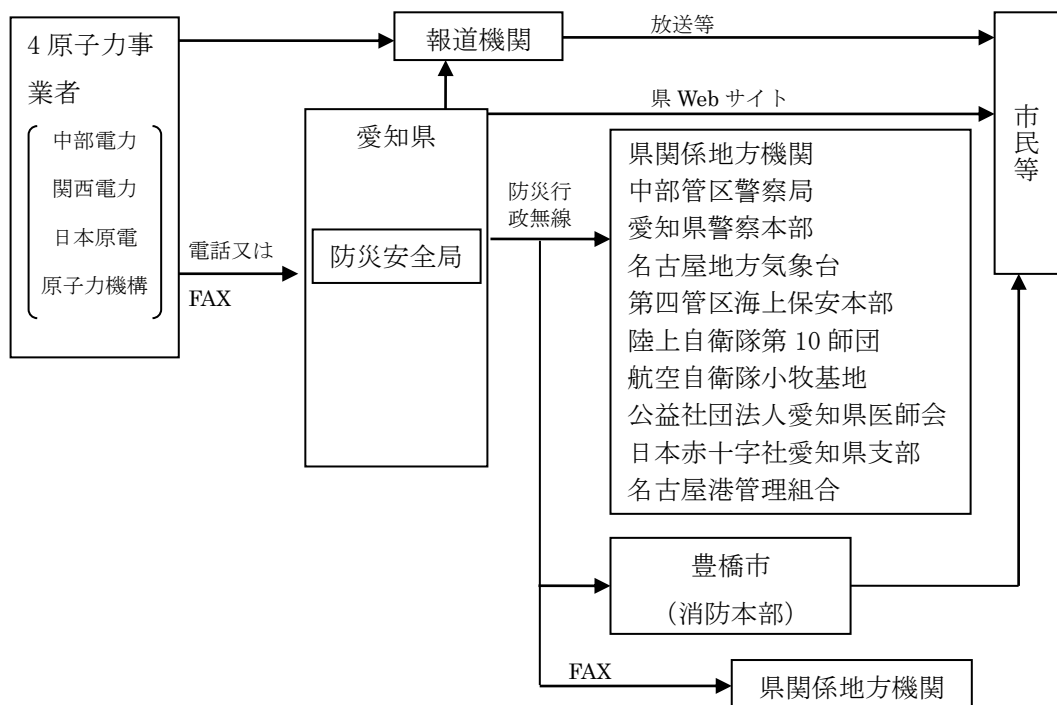 4 原子力事
業者
中部電力
関西電力
日本原電
原子力機構
電話又は
FAX
報道機関
放送等
県 Web サイト
愛知県
防災安全局
防災行
政無線
県関係地方機関
中部管区警察局
愛知県警察本部
名古屋地方気象台
第四管区海上保安本部
陸上自衛隊第 10 師団
航空自衛隊小牧基地
公益社団法人愛知県医師会
日本赤十字社愛知県支部
名古屋港管理組合
豊橋市
（消防本部）
FAX
県関係地方機関
市民等